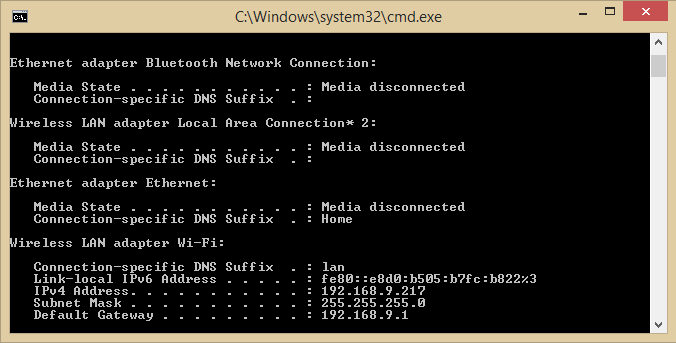 C:\Windows\system32\cmd.exe
Ethernet adapter Bluetooth Network Connection:
Media State . . . . . . . . . . . : Media disconnected
Connection-specific DNS Suffix  . :
Wireless LAN adapter Local Area Connection* 2:
Media State . . . . . . . . . . . : Media disconnected
Connection-specific DNS Suffix  . :
Ethernet adapter Ethernet:
Media State . . . . . . . . . . . : Media disconnected
Connection-specific DNS Suffix  . : Home
Wireless LAN adapter Wi-Fi:
Connection-specific DNS Suffix  . : lan
Link-local IPv6 Address . . . . . : fe80::e8d0:b505:b7fc:b822%3
IPv4 Address. . . . . . . . . . . : 192.168.9.217
Subnet Mask . . . . . . . . . . . : 255.255.255.0
Default Gateway . . . . . . . . . : 192.168.9.1